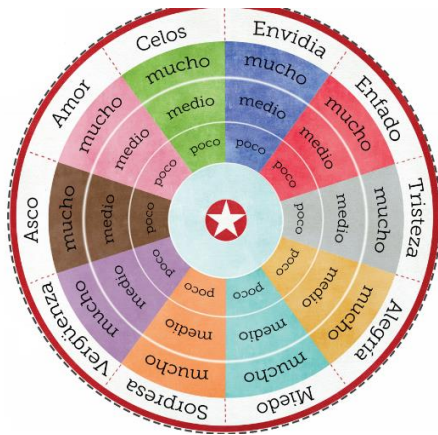 Celos
mucho
medio
poco
Envidia
mucho
medio
poco
Enfado
mucho
medio
poco
Tristeza
mucho
medio
poco
Alegría
mucho
medio
poco
Miedo
mucho
medio
poco
Sorpresa
mucho
medio
poco
Vergüenza
mucho
medio
poco
Asco
mucho
medio
poco
Amor
mucho
medio
poco